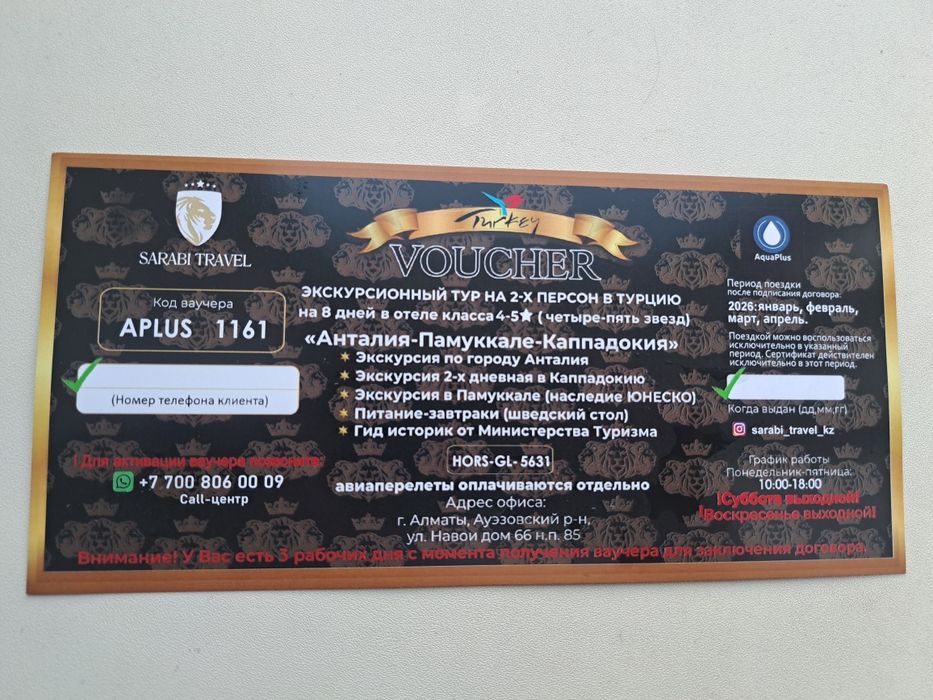 SARABI TRAVEL
Код ваучера
APLUS 1161
(Номер телефона клиента)
! Для активации ваучера позвоните:
+7 700 806 00 09
Call-центр
Turkey
VOUCHER
ЭКСКУРСИОННЫЙ ТУР НА 2-Х ПЕРСОН В ТУРЦИЮ
на 8 дней в отеле класса 4-5★ ( четыре-пять звезд)
«Анталия-Памуккале-Каппадокия»
★ Экскурсия по городу Анталия
★ Экскурсия 2-х дневная в Каппадокию
★ Экскурсия в Памуккале (наследие ЮНЕСКО)
★ Питание-завтраки (шведский стол)
★ Гид историк от Министерства Туризма
HORS-GL- 5631
авиаперелеты оплачиваются отдельно
Адрес офиса:
г. Алматы, Ауэзовский р-н,
ул. Навои дом 66 н.п. 85
AquaPlus
Период поездки
после подписания договора:
2026:январь, февраль,
март, апрель.
Поездкой можно воспользоваться
исключительно в указанный
период. Сертификат действителен
исключительно в этот период.
Когда выдан (дд,мм,гг)
sarabi_travel_kz
График работы
Понедельник-пятница:
10:00-18:00
!Суббота выходной!
!Воскресенье выходной!
Внимание! У Вас есть 3 рабочих дня с момента получения ваучера для заключения договора.